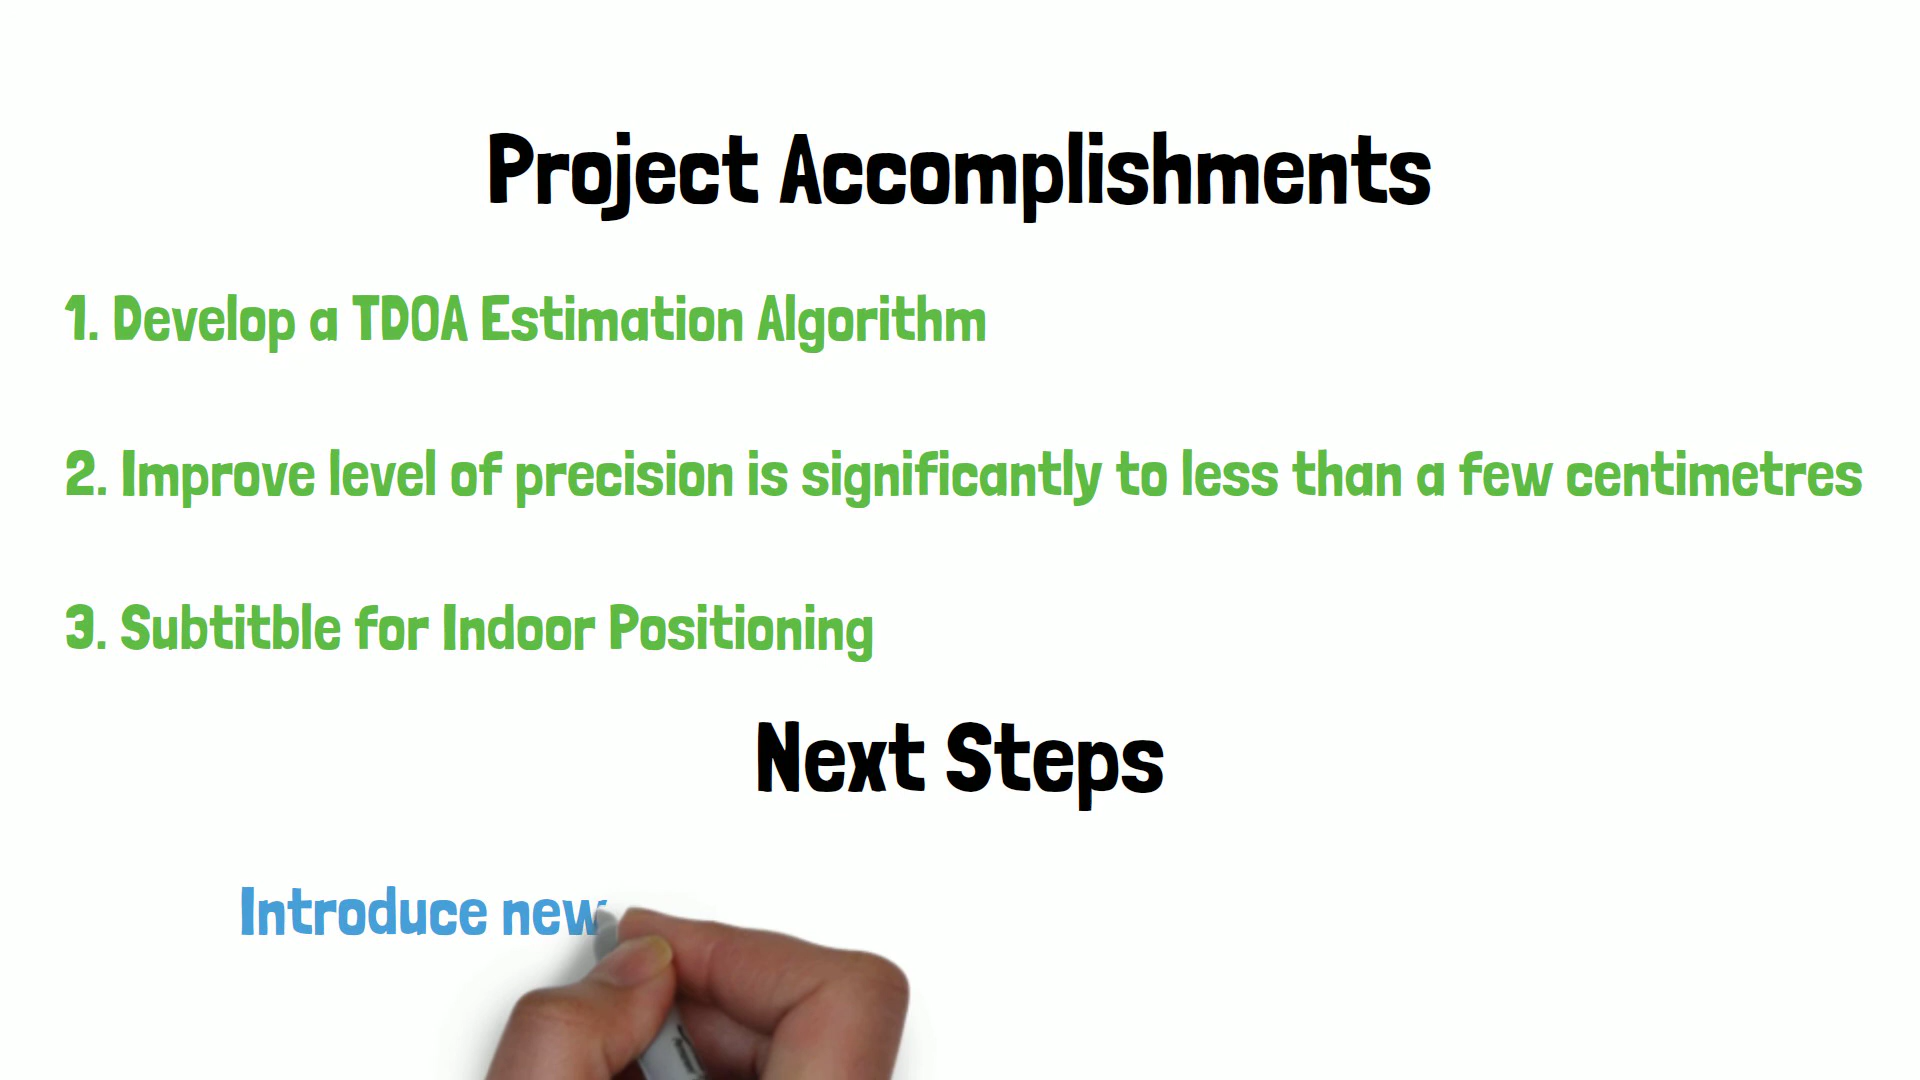 Project Accomplishments
1. Develop a TDOA Estimation Algorithm
2. Improve level of precision is significantly to less than a few centimetres
3. Subtitble for Indoor Positioning
Next Steps
Introduce new